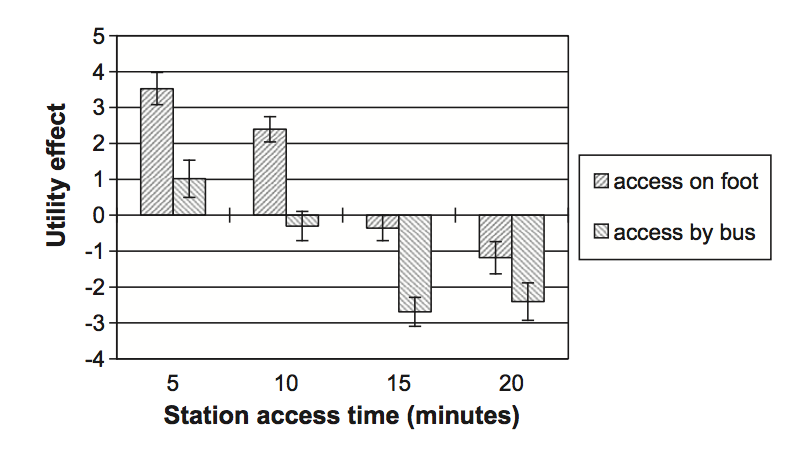 5
4
3
2
1
0
-1
-2
-3
-4
Utility effect
5 10 15 20
Station access time (minutes)
access on foot
access by bus